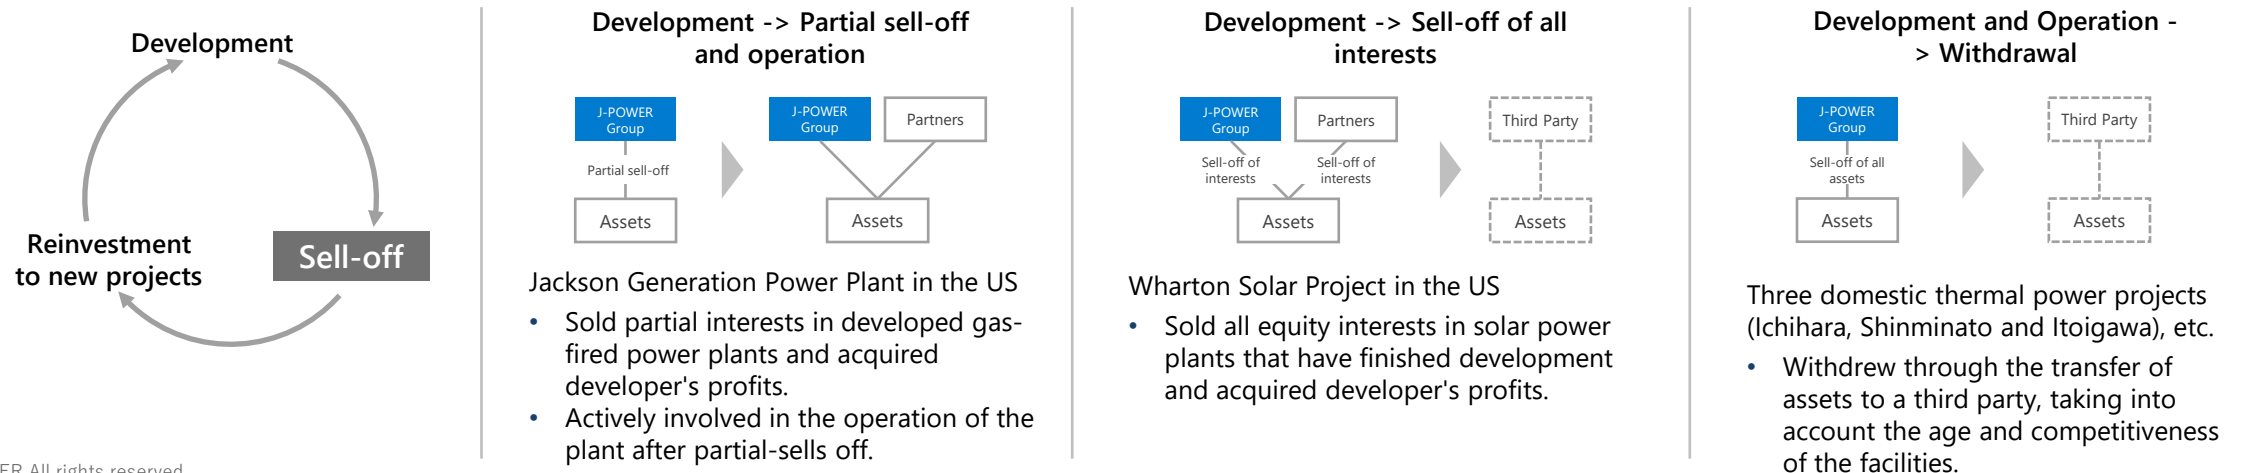 Development
Reinvestment
to new projects
Sell-off
ER All rights reserved
Development -> Partial sell-off
and operation
J-POWER
Group
Partial sell-off
Assets
J-POWER
Group
Partners
Assets
Jackson Generation Power Plant in the US
• Sold partial interests in developed gas-
fired power plants and acquired
developer's profits.
• Actively involved in the operation of the
plant after partial-sells off.
Development -> Sell-off of all
interests
J-POWER
Group
Partners
Sell-off of
interests
Sell-off of
interests
Assets
Third Party
Assets
Wharton Solar Project in the US
• Sold all equity interests in solar power
plants that have finished development
and acquired developer's profits.
Development and Operation -
> Withdrawal
J-POWER
Group
Sell-off of all
assets
Assets
Third Party
Assets
Three domestic thermal power projects
(Ichihara, Shinminato and Itoigawa), etc.
• Withdrew through the transfer of
assets to a third party, taking into
account the age and competitiveness
of the facilities.